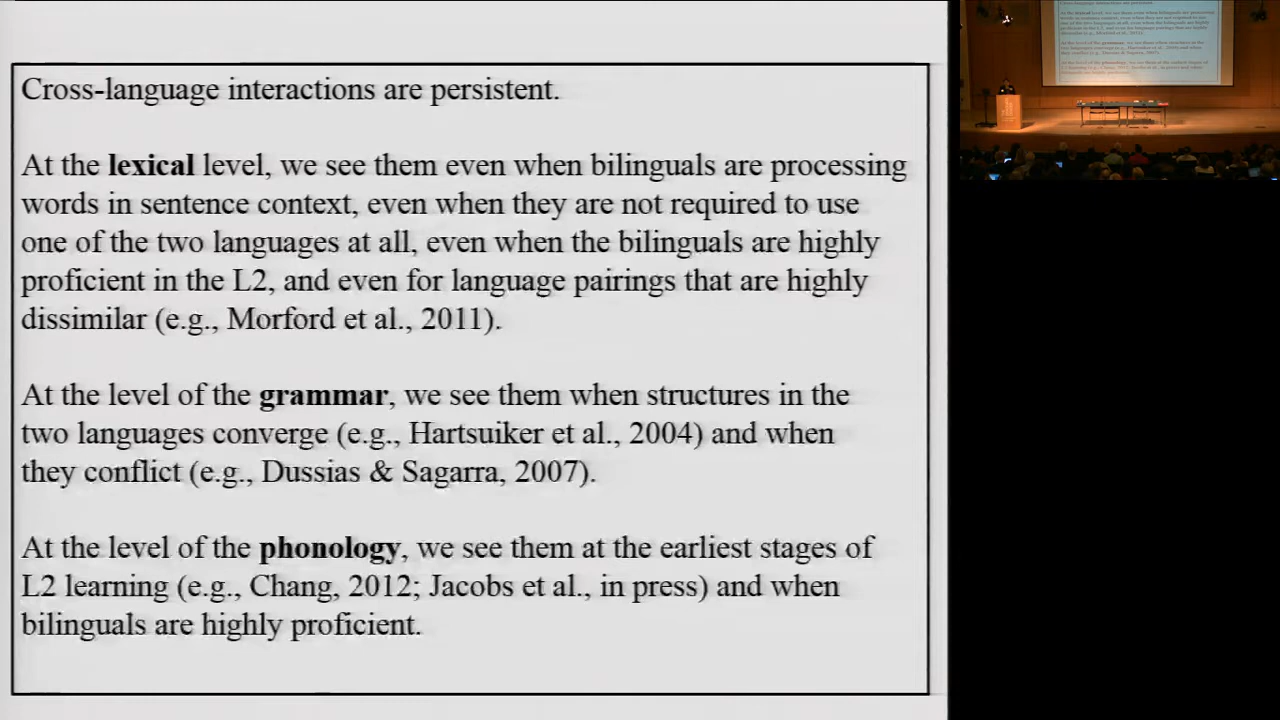 Cross-language interactions are persistent.
At the lexical level, we see them even when bilinguals are processing
words in sentence context, even when they are not required to use
one of the two languages at all, even when the bilinguals are highly
proficient in the L2, and even for language pairings that are highly
dissimilar (e.g., Morford et al., 2011).
At the level of the grammar, we see them when structures in the
two languages converge (e.g., Hartsuiker et al., 2004) and when
they conflict (e.g., Dussias & Sagarra, 2007).
At the level of the phonology, we see them at the earliest stages of
L2 learning (e.g., Chang, 2012; Jacobs et al., in press) and when
bilinguals are highly proficient.